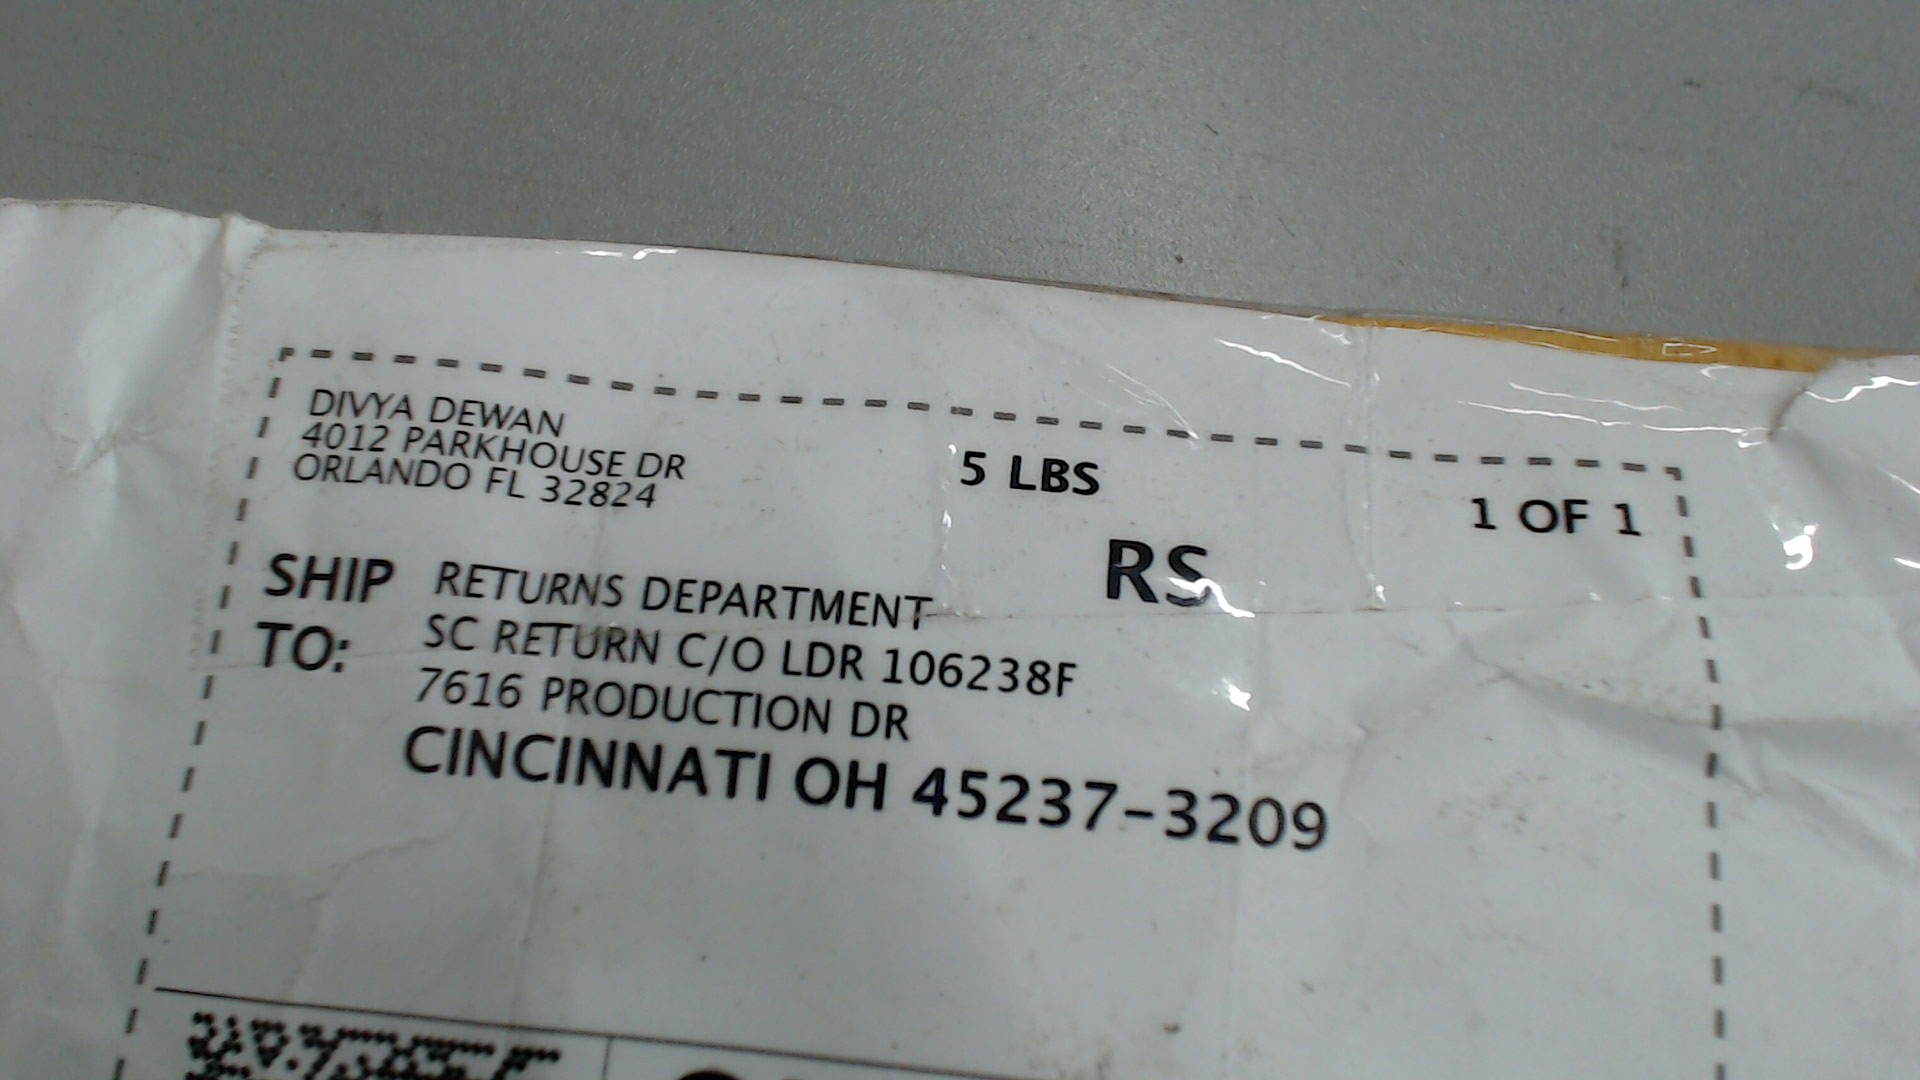 DIVYA DEWAN
4012 PARKHOUSE DR
ORLANDO FL 32824
5 LBS
1 OF 1
RS
SHIP TO:
RETURNS DEPARTMENT
SC RETURN C/O LDR 106238F
7616 PRODUCTION DR
CINCINNATI OH 45237-3209